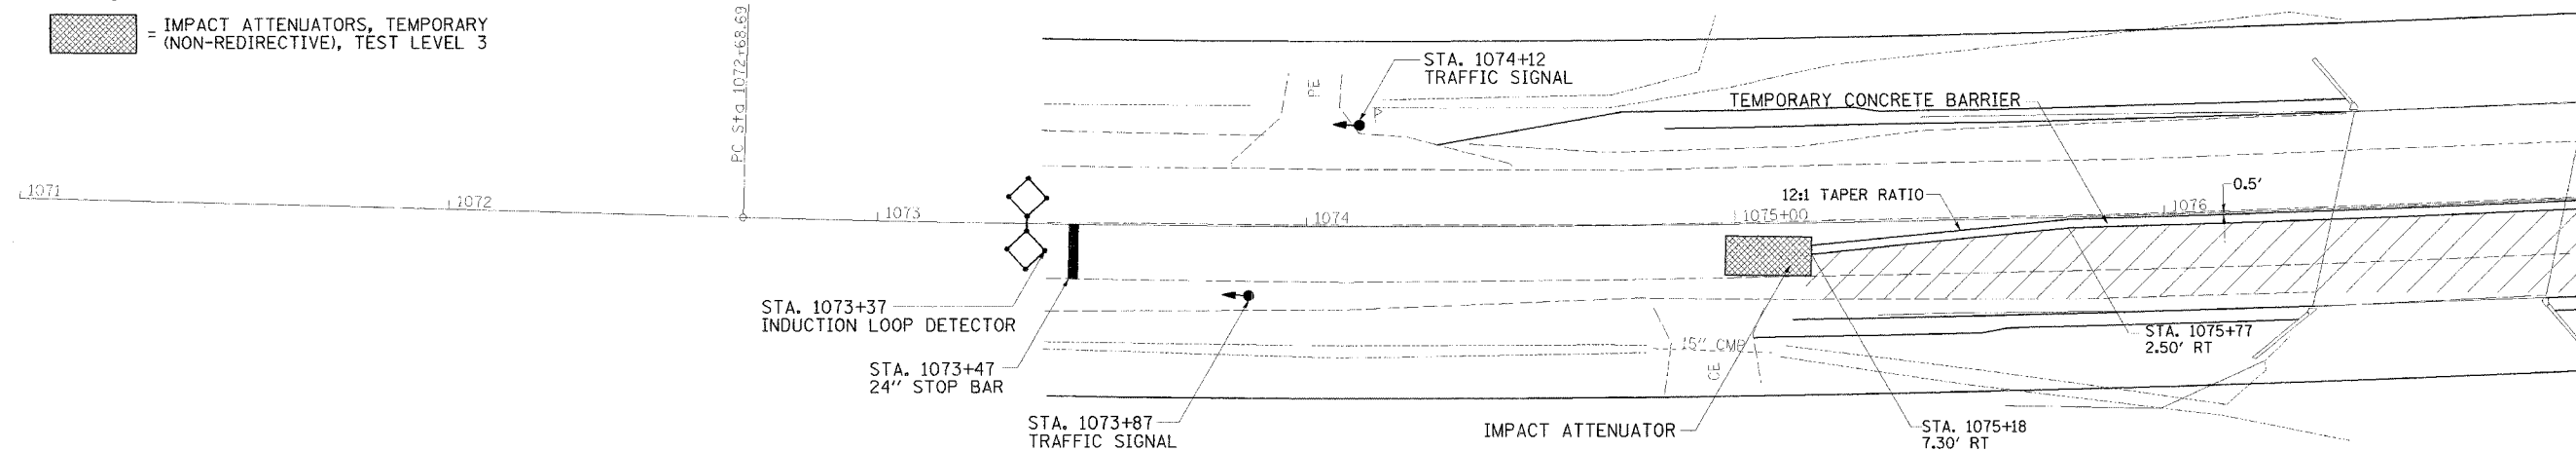 = IMPACT ATTENUATORS, TEMPORARY
(NON-REDIRECTIVE), TEST LEVEL 3
PC Sta 1072+68.69
STA. 1074+12
TRAFFIC SIGNAL
PE
P
TEMPORARY CONCRETE BARRIER
12:1 TAPER RATIO
0.5'
1071
1072
1073
1074
1075+00
1076
STA. 1073+37
INDUCTION LOOP DETECTOR
STA. 1073+47
24" STOP BAR
STA. 1073+87
TRAFFIC SIGNAL
15" CMP
CE
IMPACT ATTENUATOR
STA. 1075+77
2.50' RT
STA. 1075+18
7.30' RT